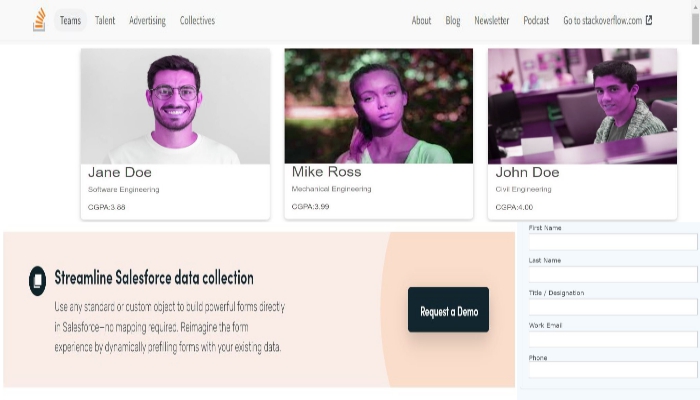 Teams Talent Advertising Collectives About Blog Newsletter Podcast Go to stackoverflow.com
Jane Doe
Software Engineering
CGPA:3.88
Mike Ross
Mechanical Engineering
CGPA:3.99
John Doe
Civil Engineering
CGPA:4.00
Streamline Salesforce data collection
Use any standard or custom object to build powerful forms directly
in Salesforce—no mapping required. Reimagine the form
experience by dynamically prefilling forms with your existing data.
Request a Demo
First Name
Last Name
Title / Designation
Work Email
Phone